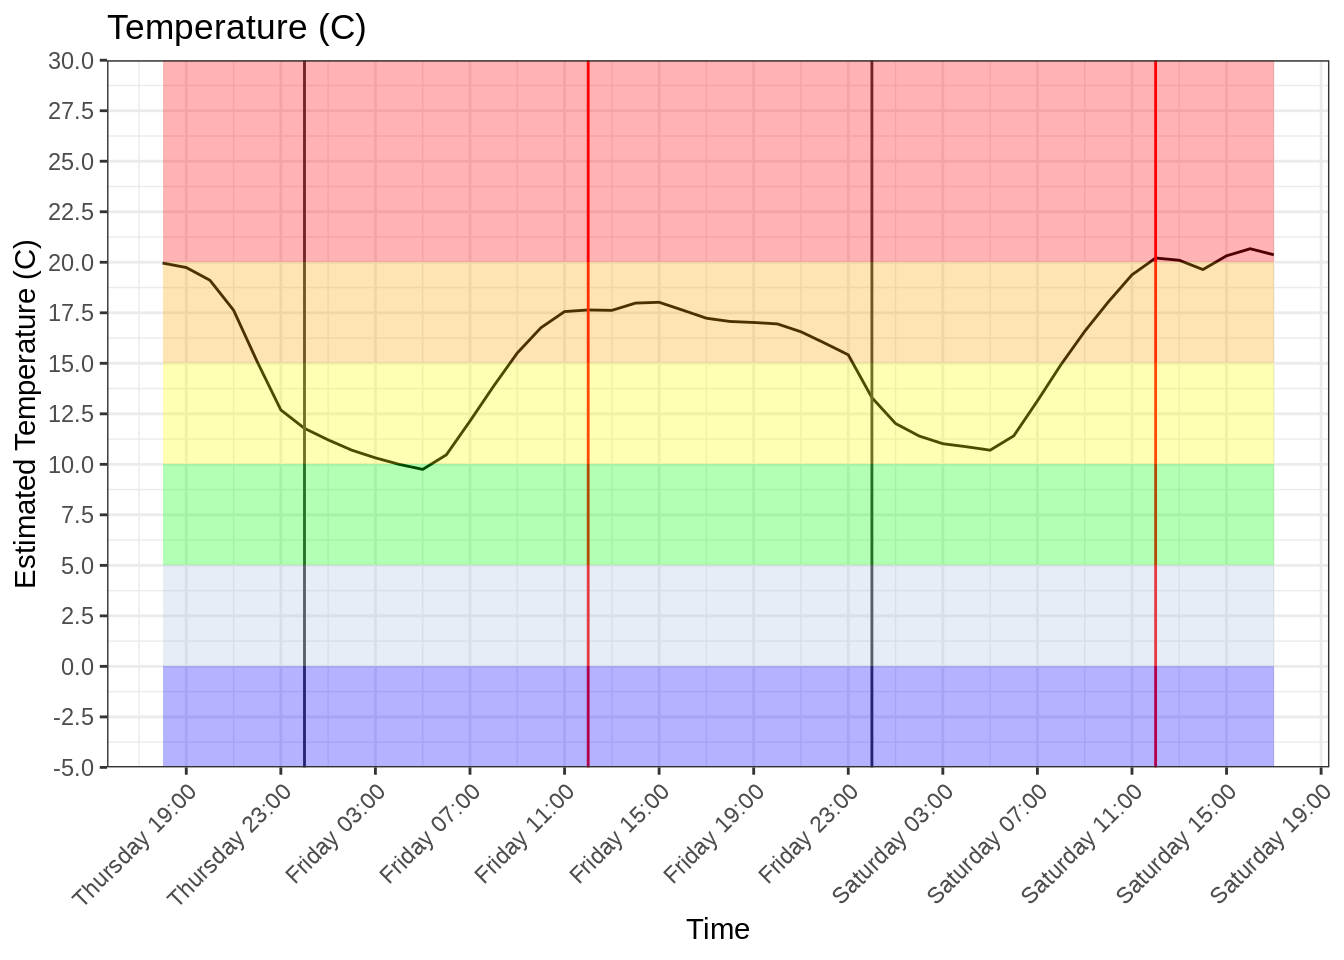 Temperature (C)
30.0
27.5
25.0
22.5
20.0
17.5
15.0
12.5
10.0
7.5
5.0
2.5
0.0
-2.5
-5.0
Estimated Temperature (C)
Thursday 19:00
Thursday 23:00
Friday 03:00
Friday 07:00
Friday 11:00
Friday 15:00
Friday 19:00
Friday 23:00
Saturday 03:00
Saturday 07:00
Saturday 11:00
Saturday 15:00
Saturday 19:00
Time